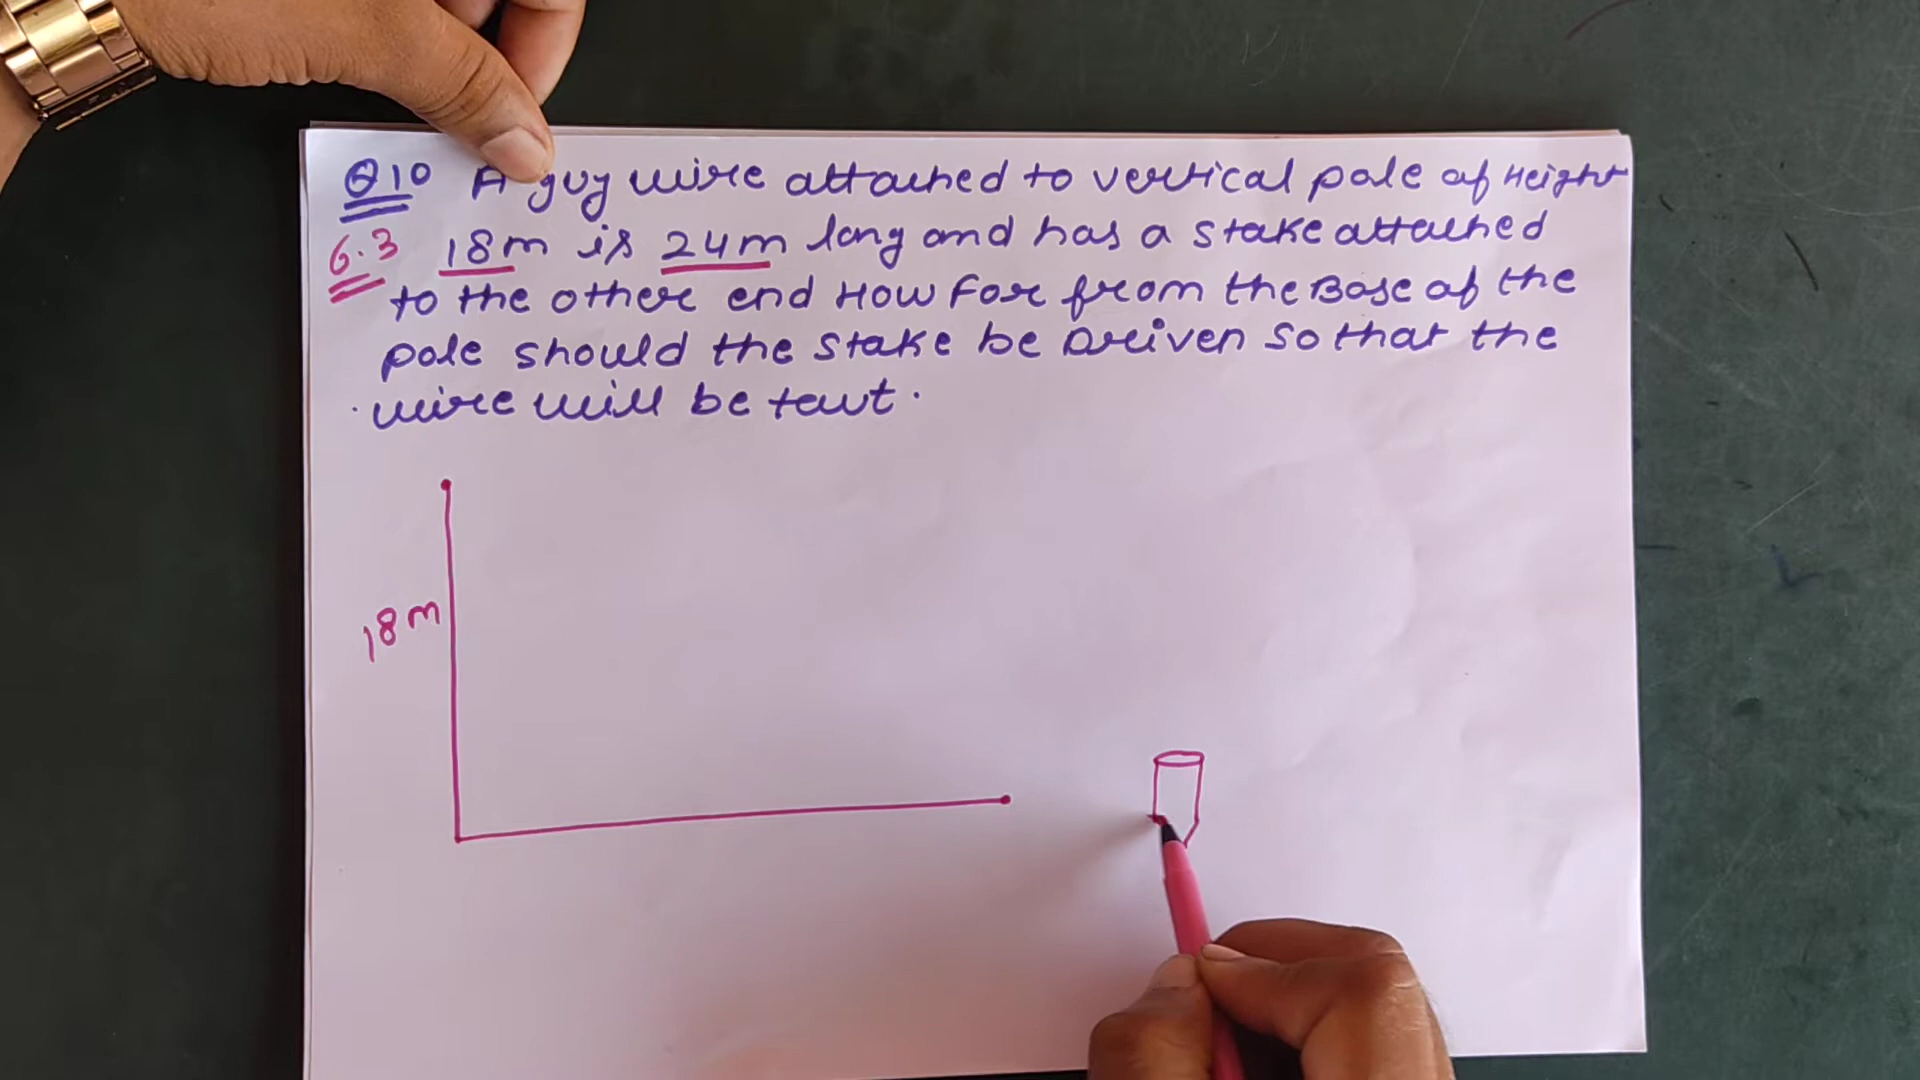 Q10 A guy wire attached to vertical pole of Height
6.3 18m is 24m long and has a stake attached
to the other end How far from the Base of the
pole should the stake be Driven so that the
wire will be taut.
18m